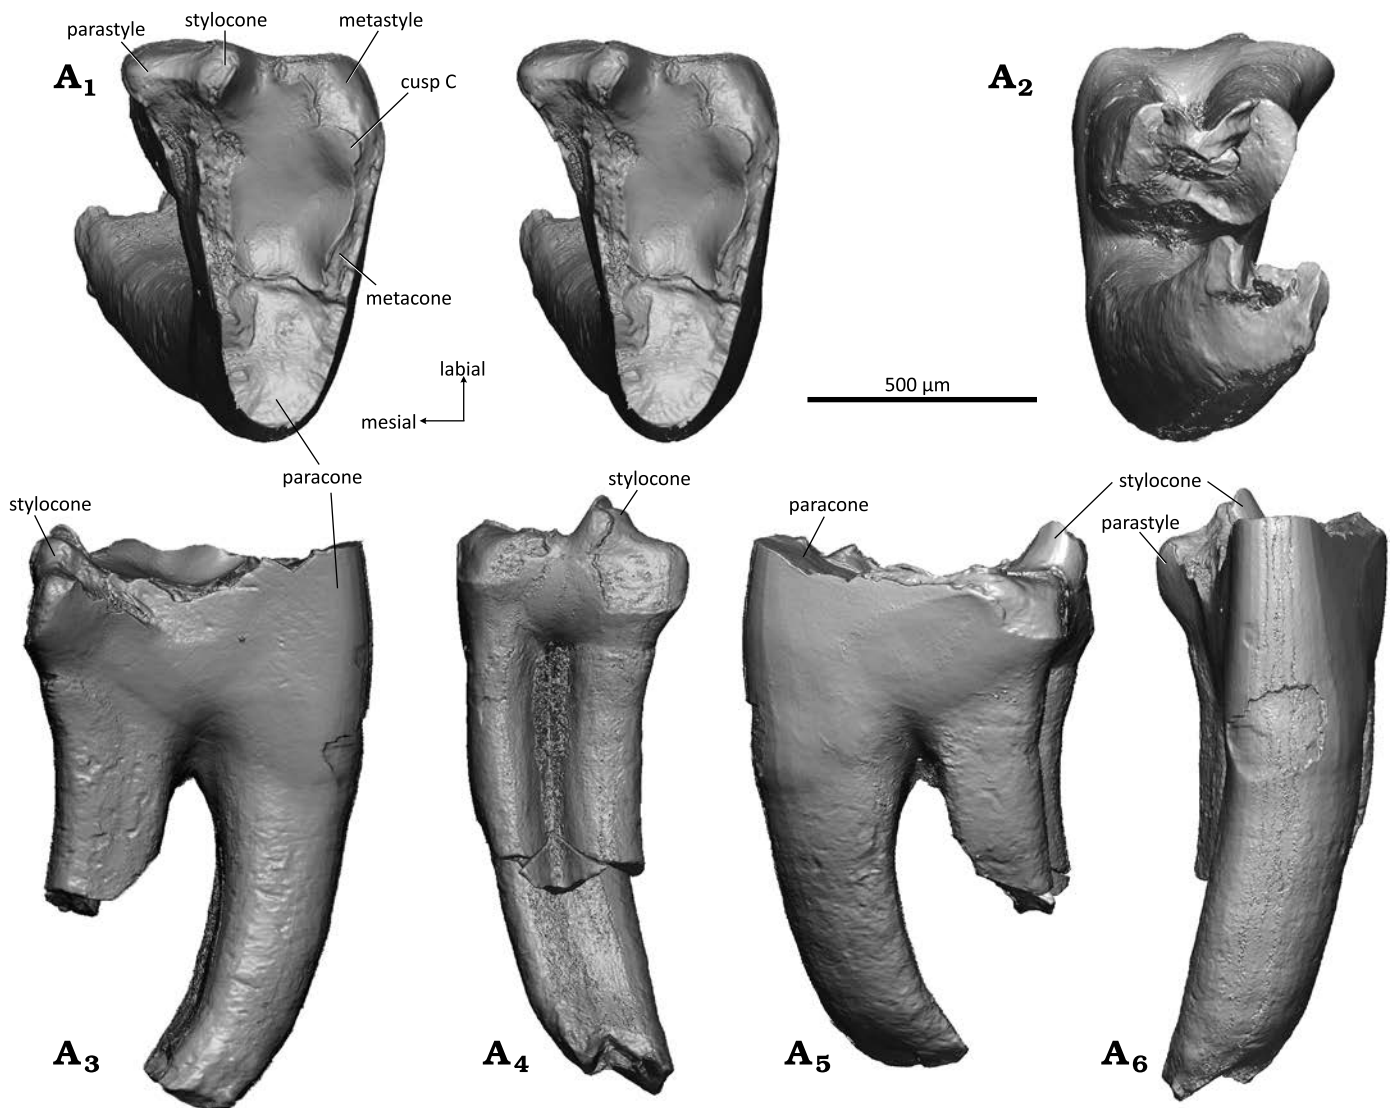 parastyle
stylocone
metastyle
A1
cusp C
A2
metacone
labial
mesial
500 µm
paracone
stylocone
stylocone
paracone
stylocone
parastyle
A3
A4
A5
A6